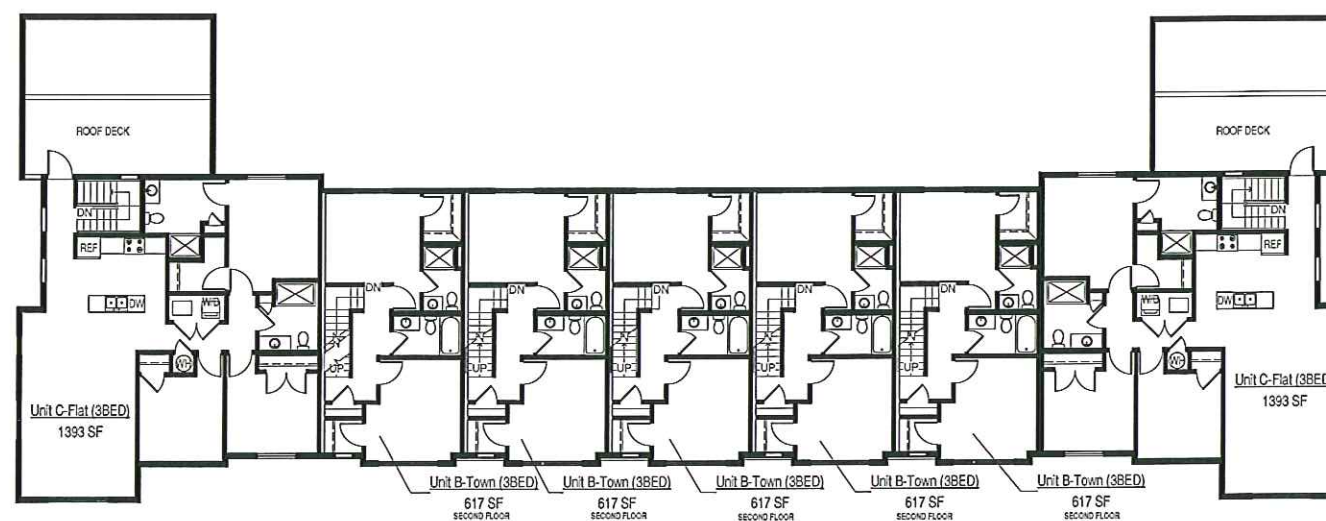 ROOF DECK
ROOF DECK
DN
DN
REF
REF
DW
W/D
DN
DN
DN
DN
DN
W/D
DW
UP
UP
UP
UP
UP
WH
WH
Unit C-Flat (3BED)
1393 SF
Unit C-Flat (3BED
1393 SF
Unit B-Town (3BED)
617 SF
SECOND FLOOR
Unit B-Town (3BED)
617 SF
SECOND FLOOR
Unit B-Town (3BED)
617 SF
SECOND FLOOR
Unit B-Town (3BED)
617 SF
SECOND FLOOR
Unit B-Town (3BED)
617 SF
SECOND FLOOR